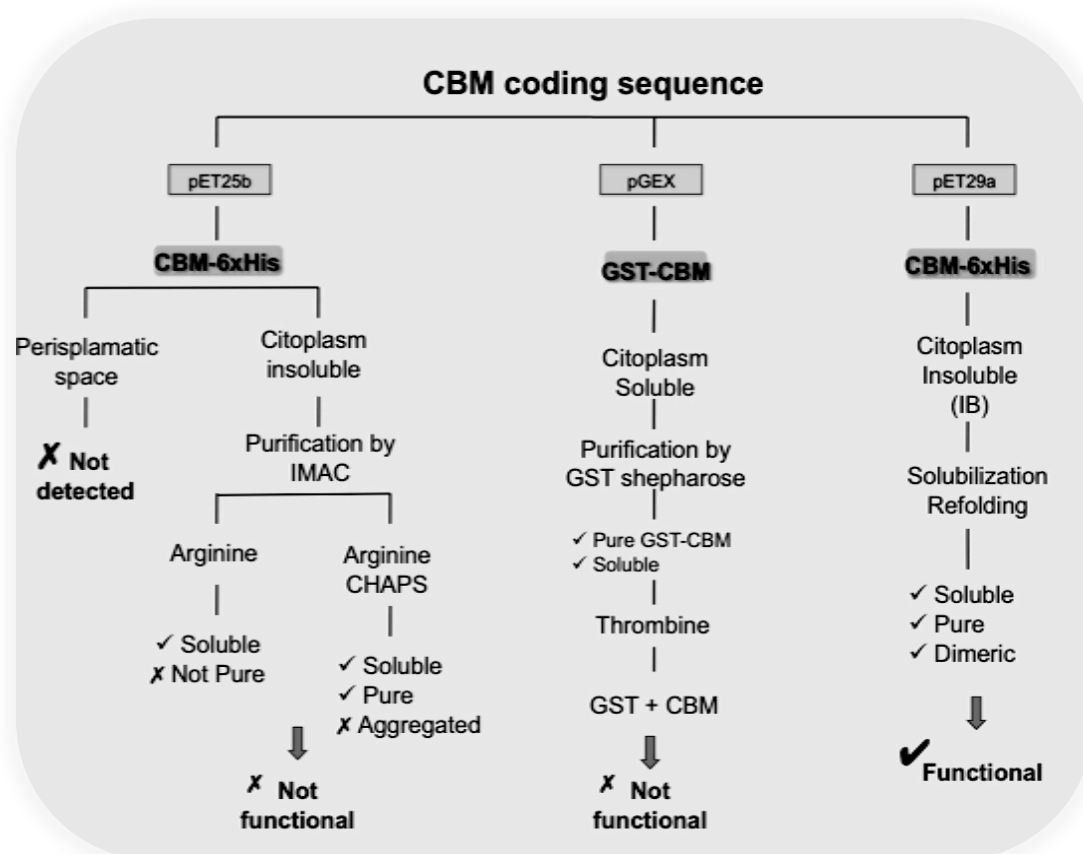 CBM coding sequence
pET25b
CBM-6xHis
Perisplamatic
space
✗ Not
detected
Citoplasm
insoluble
Purification by
IMAC
Arginine
✓ Soluble
✗ Not Pure
Arginine
CHAPS
✓ Soluble
✓ Pure
✗ Aggregated
✗ Not
functional
pGEX
GST-CBM
Citoplasm
Soluble
Purification by
GST shepharose
✓ Pure GST-CBM
✓ Soluble
Thrombine
GST + CBM
✗ Not
functional
pET29a
CBM-6xHis
Citoplasm
Insoluble
(IB)
Solubilization
Refolding
✓ Soluble
✓ Pure
✓ Dimeric
✔ Functional